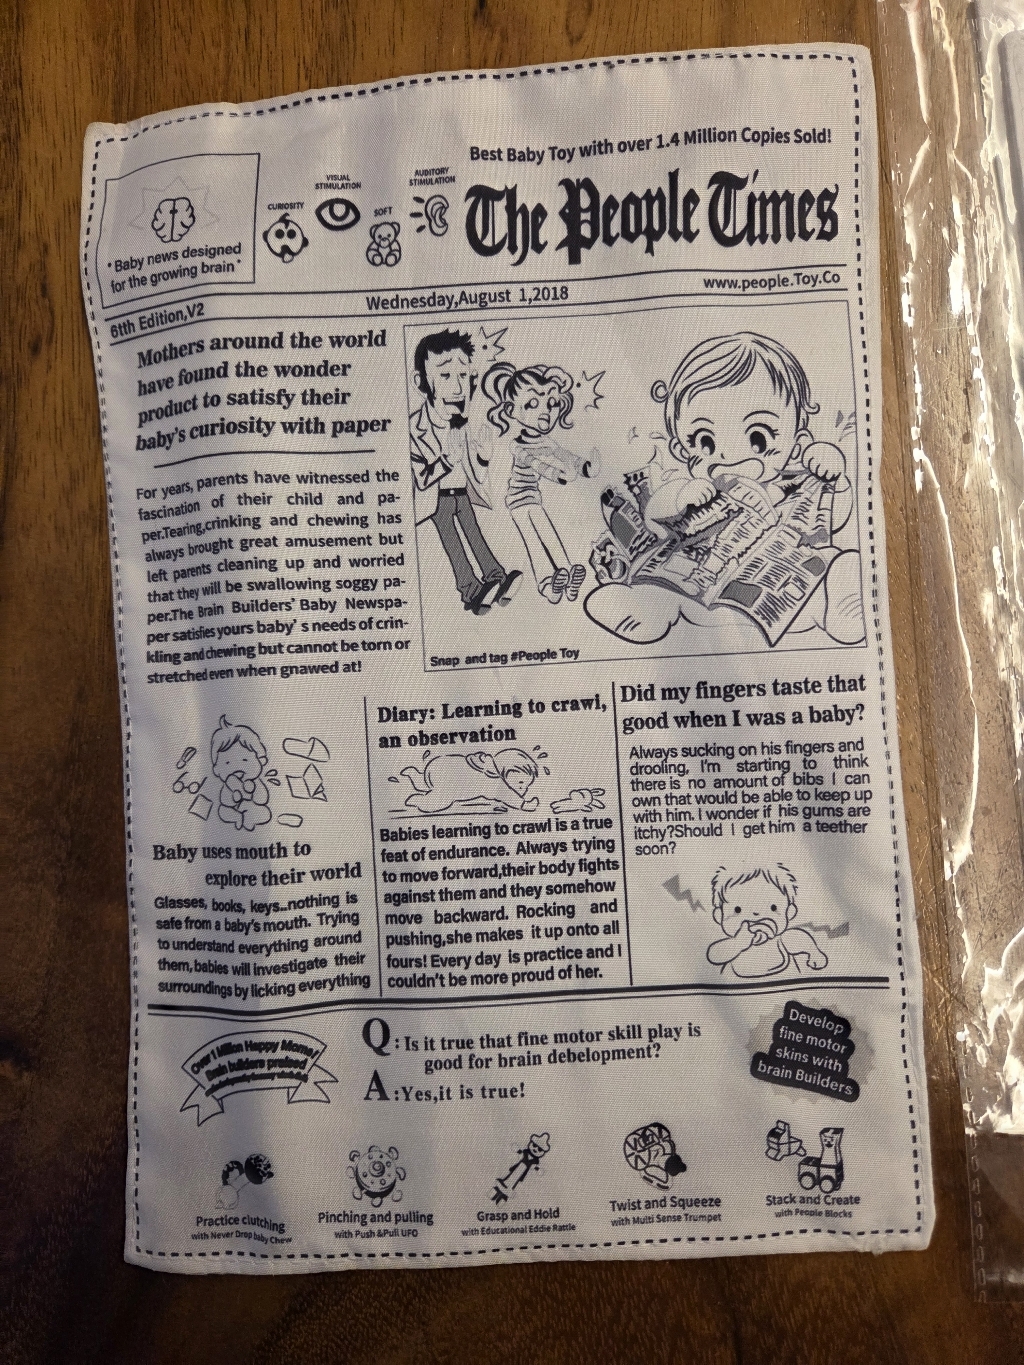 Best Baby Toy with over 1.4 Million Copies Sold!
" Baby news designed
for the growing brain "
CURIOSITY
VISUAL
STIMULATION
SOFT
AUDITORY
STIMULATION
The People Times
6tth Edition,V2
Wednesday,August 1,2018
www.people.Toy.Co
Mothers around the world
have found the wonder
product to satisfy their
baby's curiosity with paper
For years, parents have witnessed the
fascination of their child and pa-
per.Tearing,crinking and chewing has
always brought great amusement but
left parents cleaning up and worried
that they will be swallowing soggy pa-
per.The Brain Builders' Baby Newspa-
per satisfies yours baby' s needs of crin-
kling and chewing but cannot be torn or
stretched even when gnawed at!
Snap and tag #People Toy
Baby uses mouth to
explore their world
Glasses, books, keys...nothing is
safe from a baby's mouth. Trying
to understand everything around
them,babies will investigate their
surroundings by licking everything
Diary: Learning to crawl,
an observation
Babies learning to crawl is a true
feat of endurance. Always trying
to move forward,their body fights
against them and they somehow
move backward. Rocking and
pushing,she makes it up onto all
fours! Every day is practice and I
couldn't be more proud of her.
Did my fingers taste that
good when I was a baby?
Always sucking on his fingers and
drooling, I'm starting to think
there is no amount of bibs I can
own that would be able to keep up
with him. I wonder if his gums are
itchy?Should I get him a teether
soon?
Over 1 Million Happy Moms!
Brain builders praised
Q: Is it true that fine motor skill play is
good for brain debelopment?
A:Yes,it is true!
Develop
fine motor
skins with
brain Builders
Practice clutching
with Never Drop baby Chew
Pinching and pulling
with Push &Pull UFO
Grasp and Hold
with Educational Eddie Rattle
Twist and Squeeze
with Multi Sense Trumpet
Stack and Create
with People Blocks